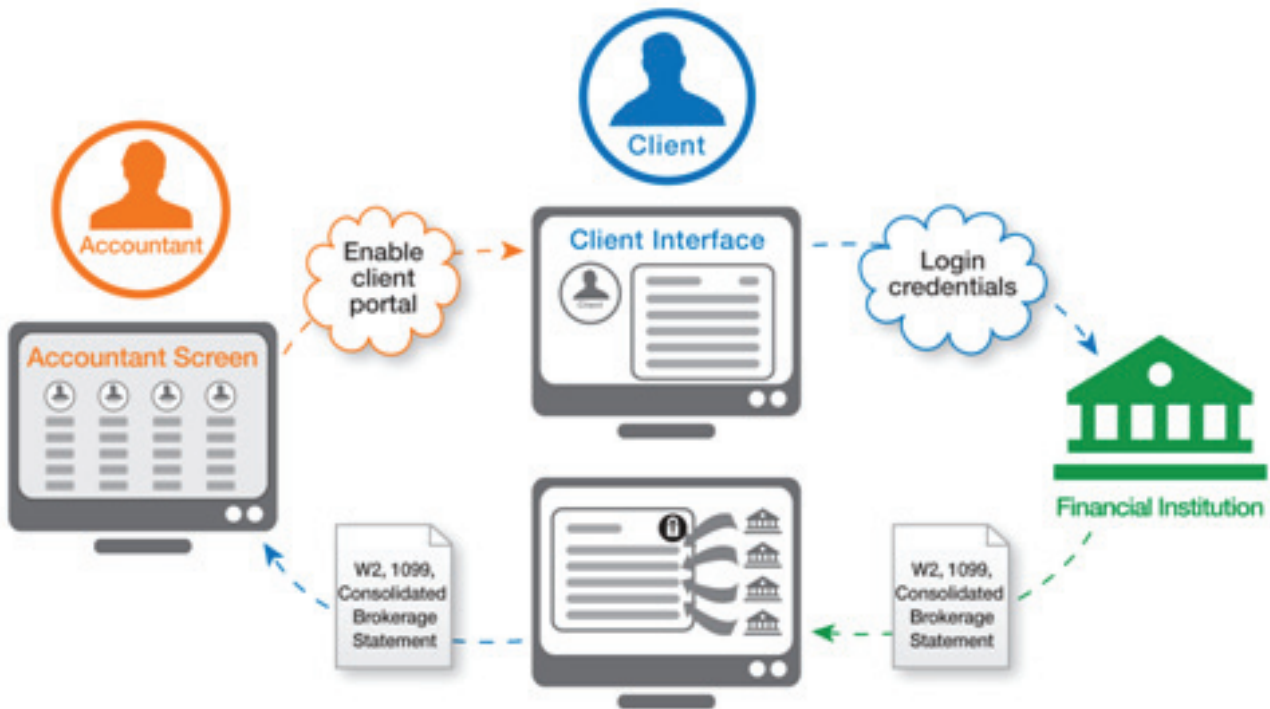 Client
Accountant
Enable
client
portal
Client Interface
Client
Login
credentials
Accountant Screen
Financial Institution
W2, 1099,
Consolidated
Brokerage
Statement
W2, 1099,
Consolidated
Brokerage
Statement